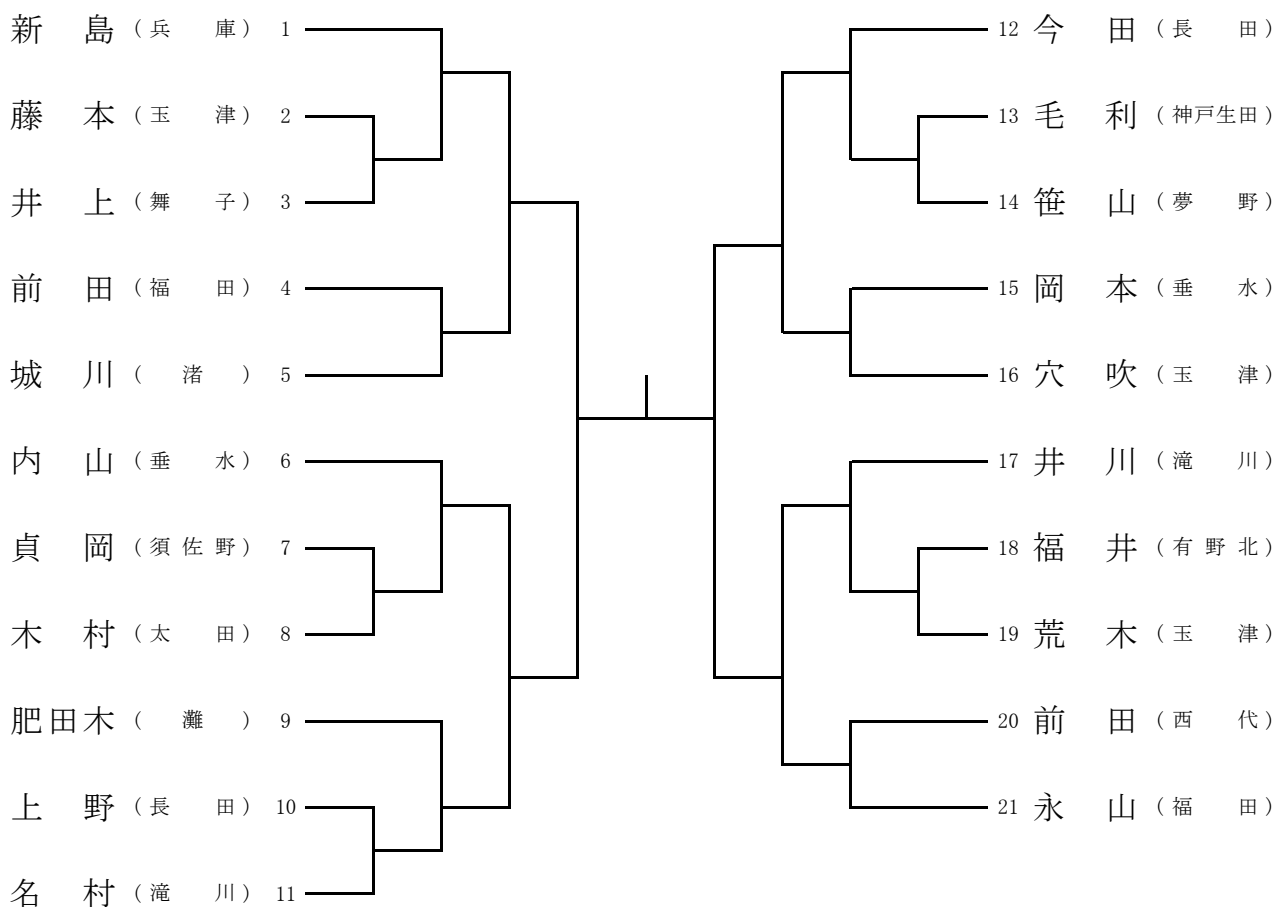 新島（兵庫）1
藤本（玉津）2
井上（舞子）3
前田（福田）4
城川（渚）5
内山（垂水）6
貞岡（須佐野）7
木村（太田）8
肥田木（灘）9
上野（長田）10
名村（滝川）11
12 今田（長田）
13 毛利（神戸生田）
14 笹山（夢野）
15 岡本（垂水）
16 穴吹（玉津）
17 井川（滝川）
18 福井（有野北）
19 荒木（玉津）
20 前田（西代）
21 永山（福田）